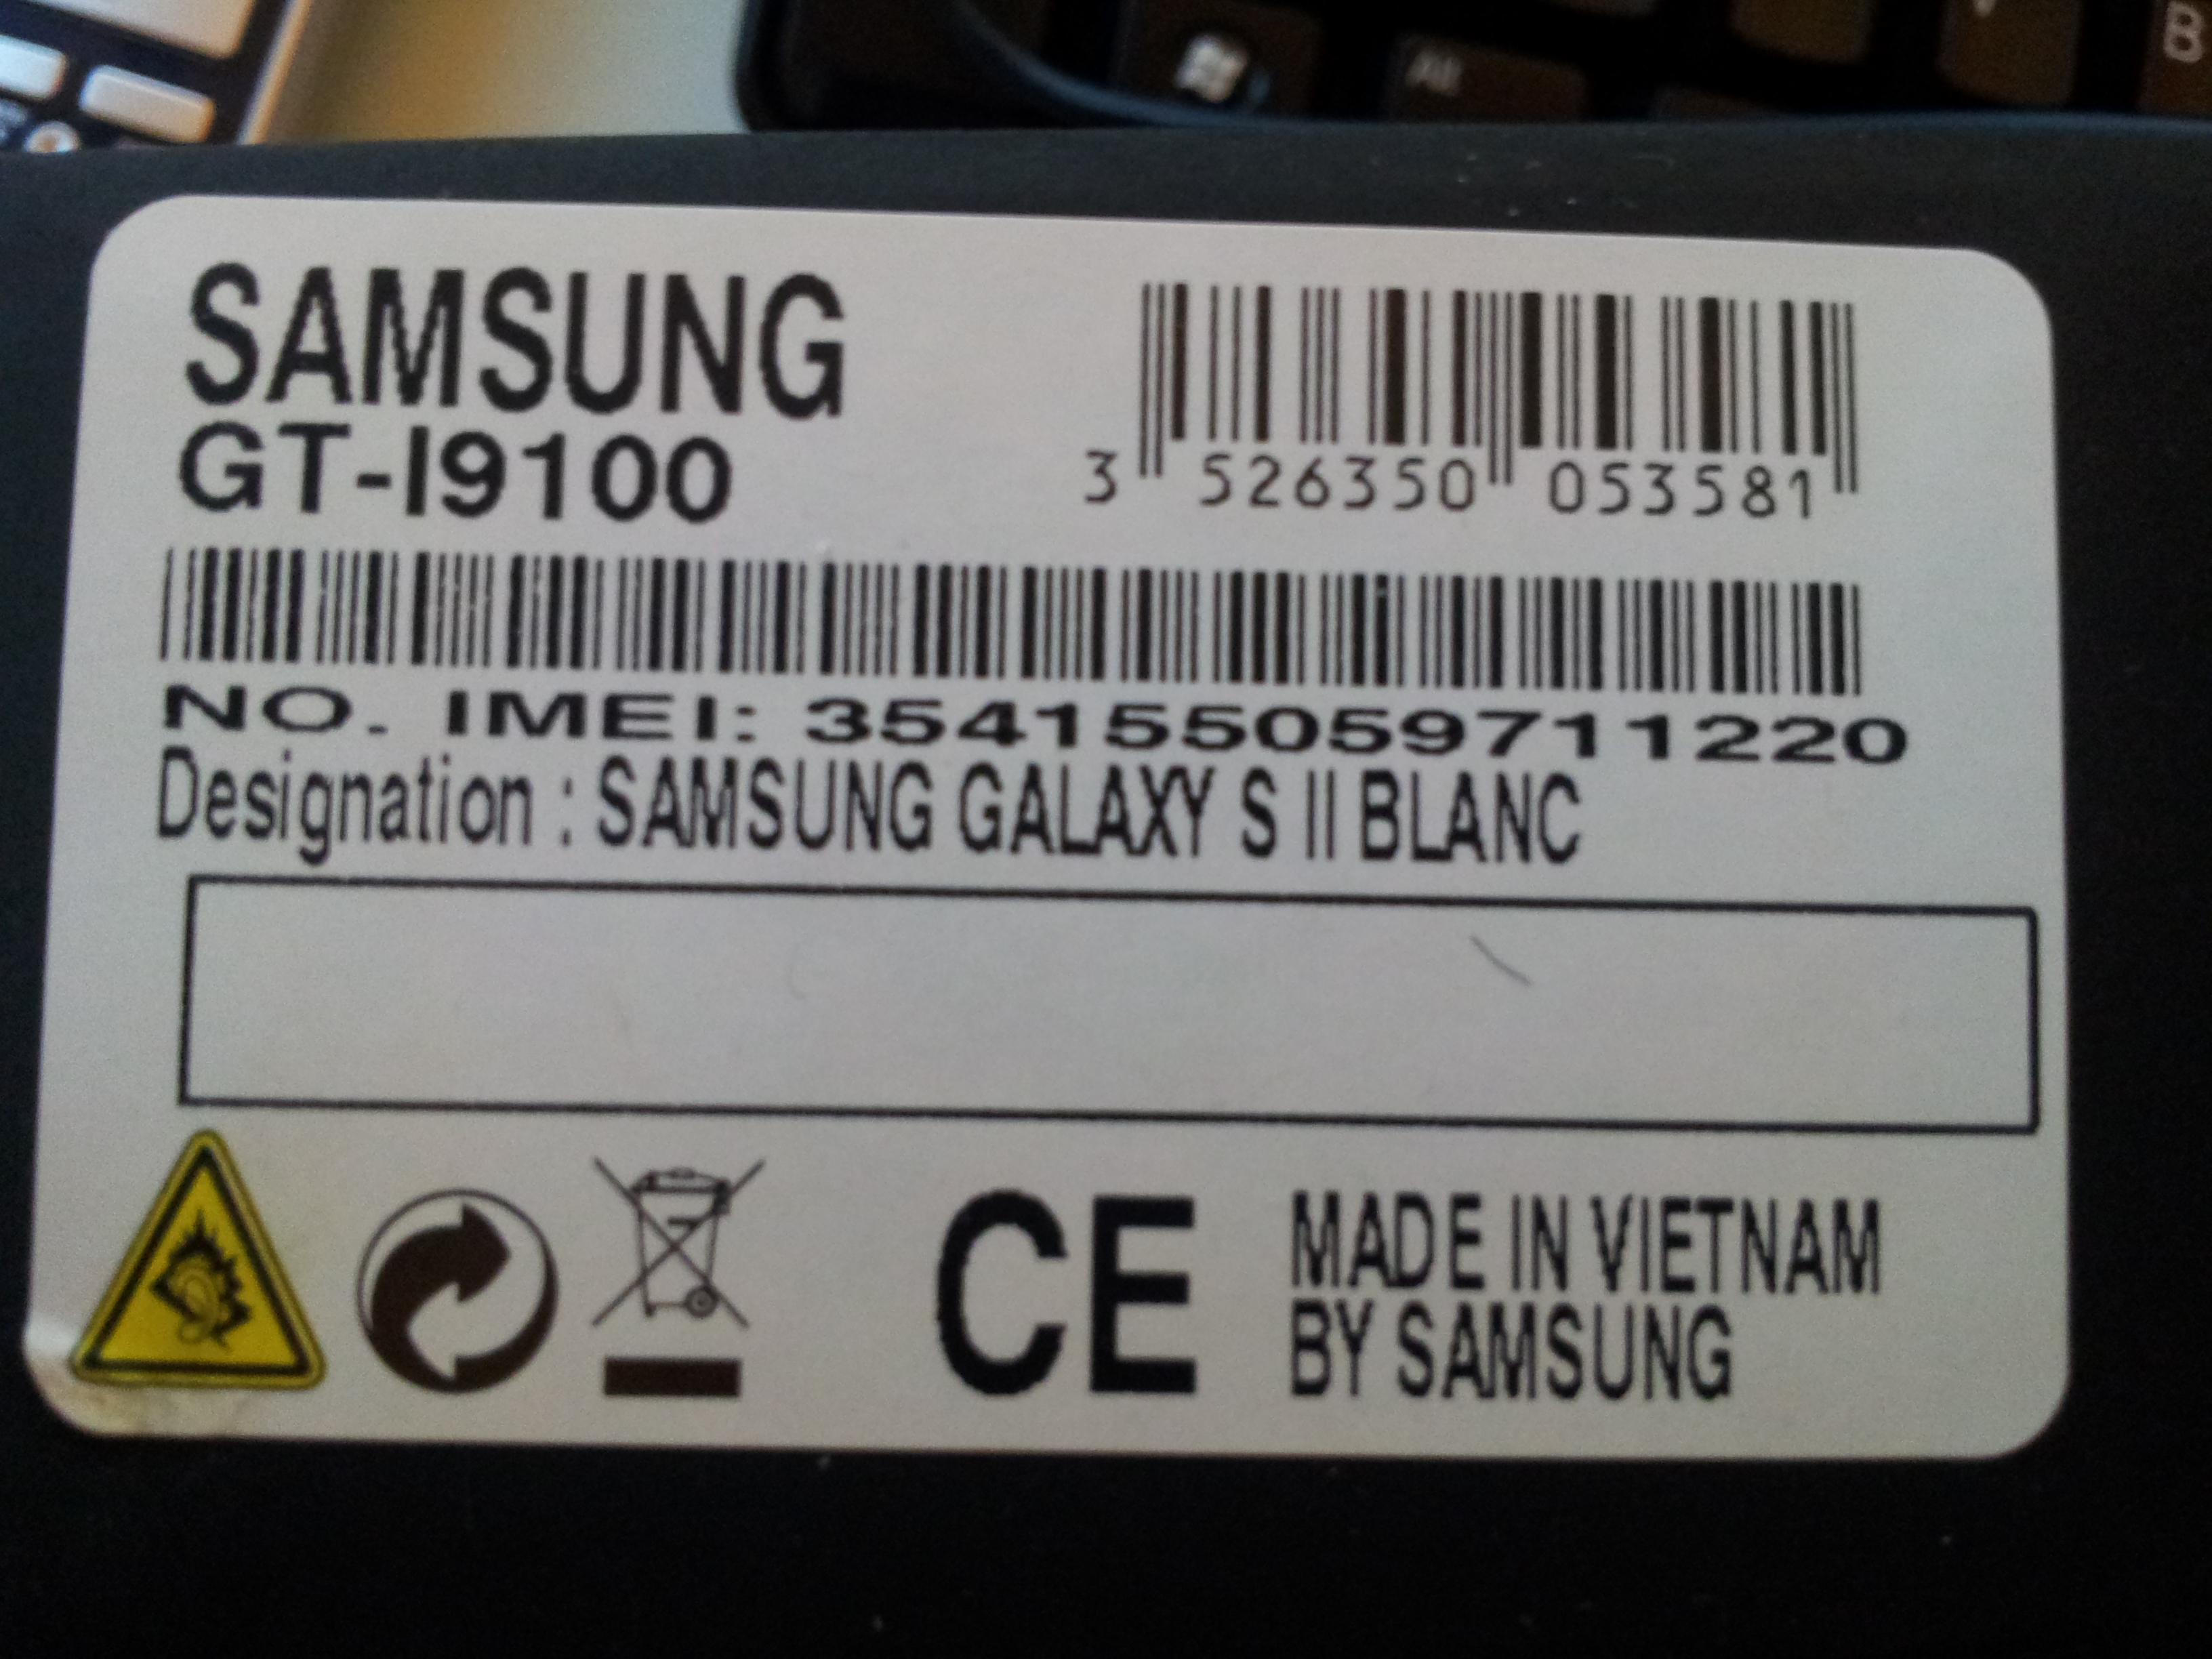 Alt
B
SAMSUNG
GT-I9100
3 526350 053581
NO. IMEI: 354155059711220
Designation : SAMSUNG GALAXY S II BLANC
CE
MADE IN VIETNAM
BY SAMSUNG